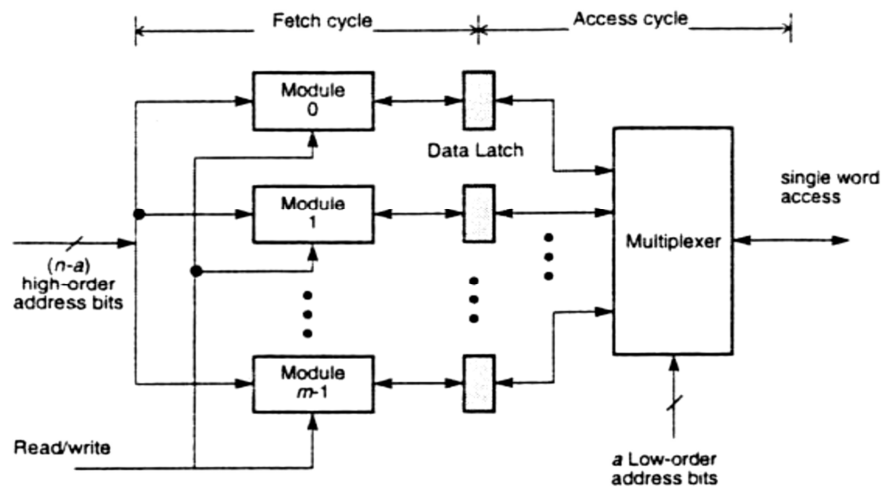 Fetch cycle
Access cycle
Module
0
Data Latch
Module
1
Multiplexer
single word
access
(n-a)
high-order
address bits
Module
m-1
Read/write
a Low-order
address bits